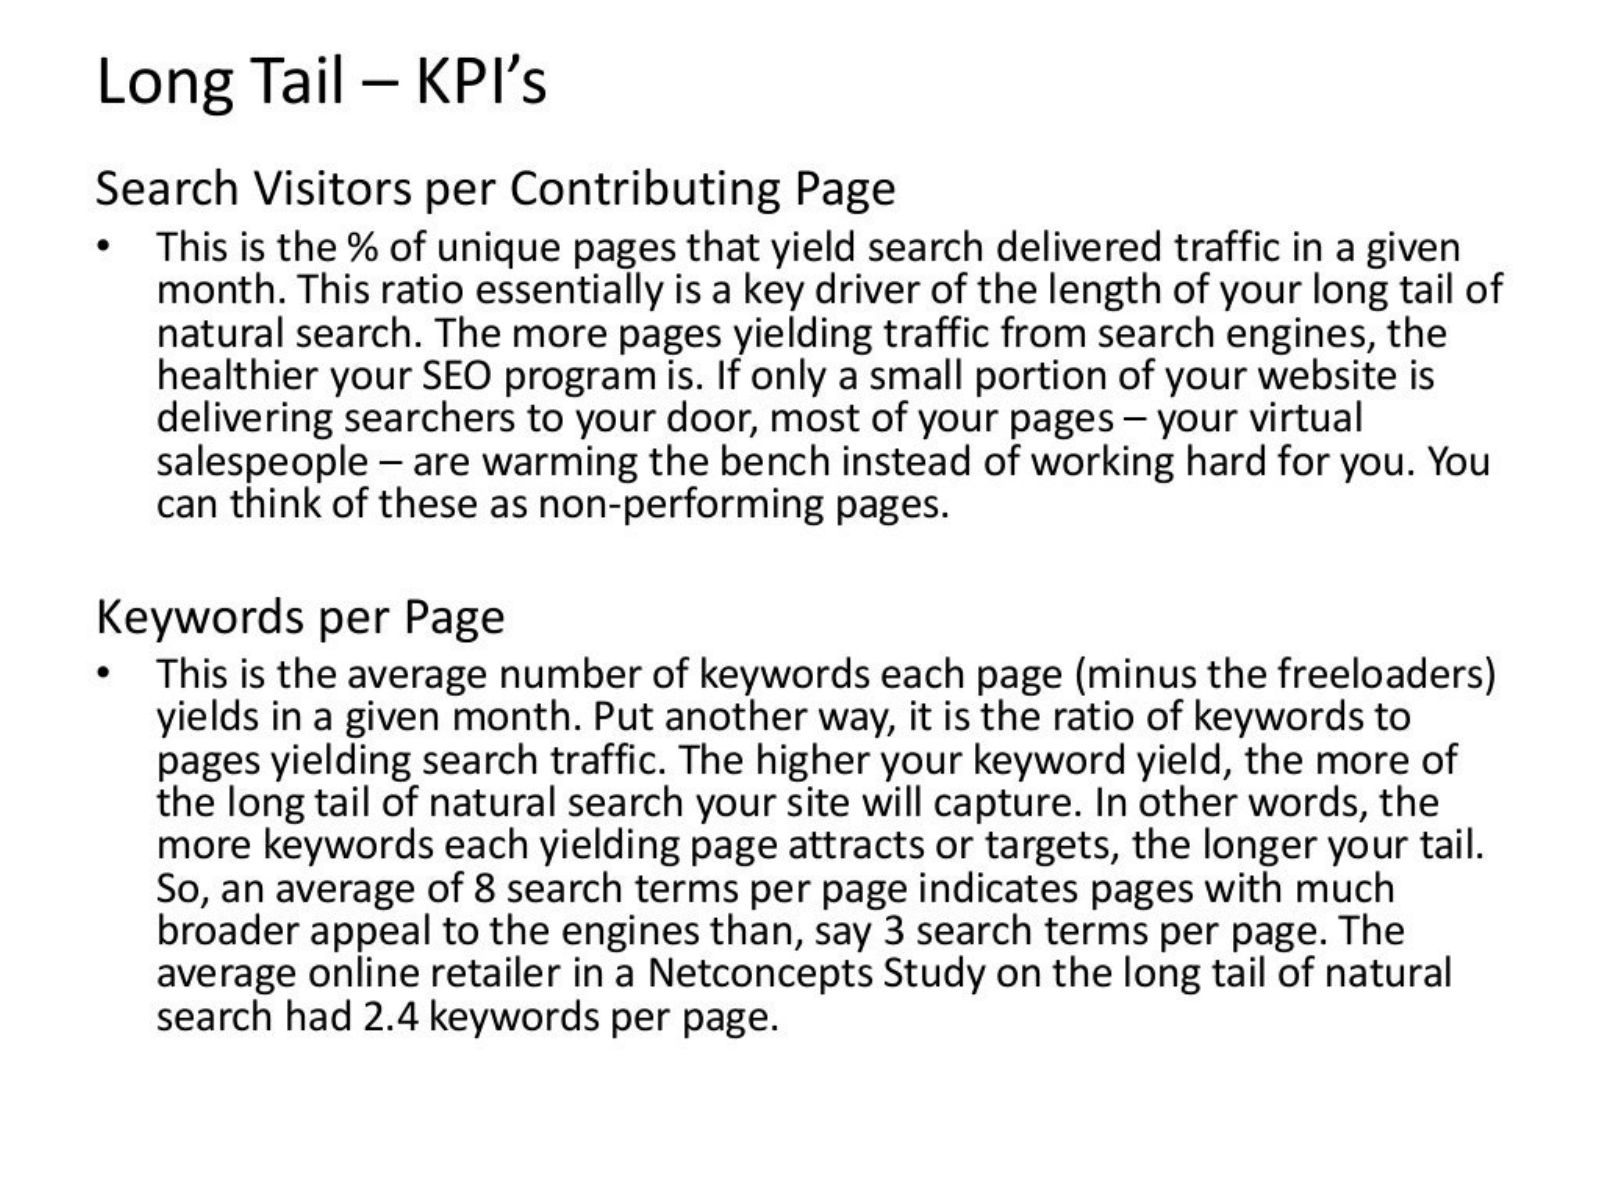 Long Tail – KPI’s
Search Visitors per Contributing Page
• This is the % of unique pages that yield search delivered traffic in a given
month. This ratio essentially is a key driver of the length of your long tail of
natural search. The more pages yielding traffic from search engines, the
healthier your SEO program is. If only a small portion of your website is
delivering searchers to your door, most of your pages – your virtual
salespeople – are warming the bench instead of working hard for you. You
can think of these as non-performing pages.
Keywords per Page
• This is the average number of keywords each page (minus the freeloaders)
yields in a given month. Put another way, it is the ratio of keywords to
pages yielding search traffic. The higher your keyword yield, the more of
the long tail of natural search your site will capture. In other words, the
more keywords each yielding page attracts or targets, the longer your tail.
So, an average of 8 search terms per page indicates pages with much
broader appeal to the engines than, say 3 search terms per page. The
average online retailer in a Netconcepts Study on the long tail of natural
search had 2.4 keywords per page.